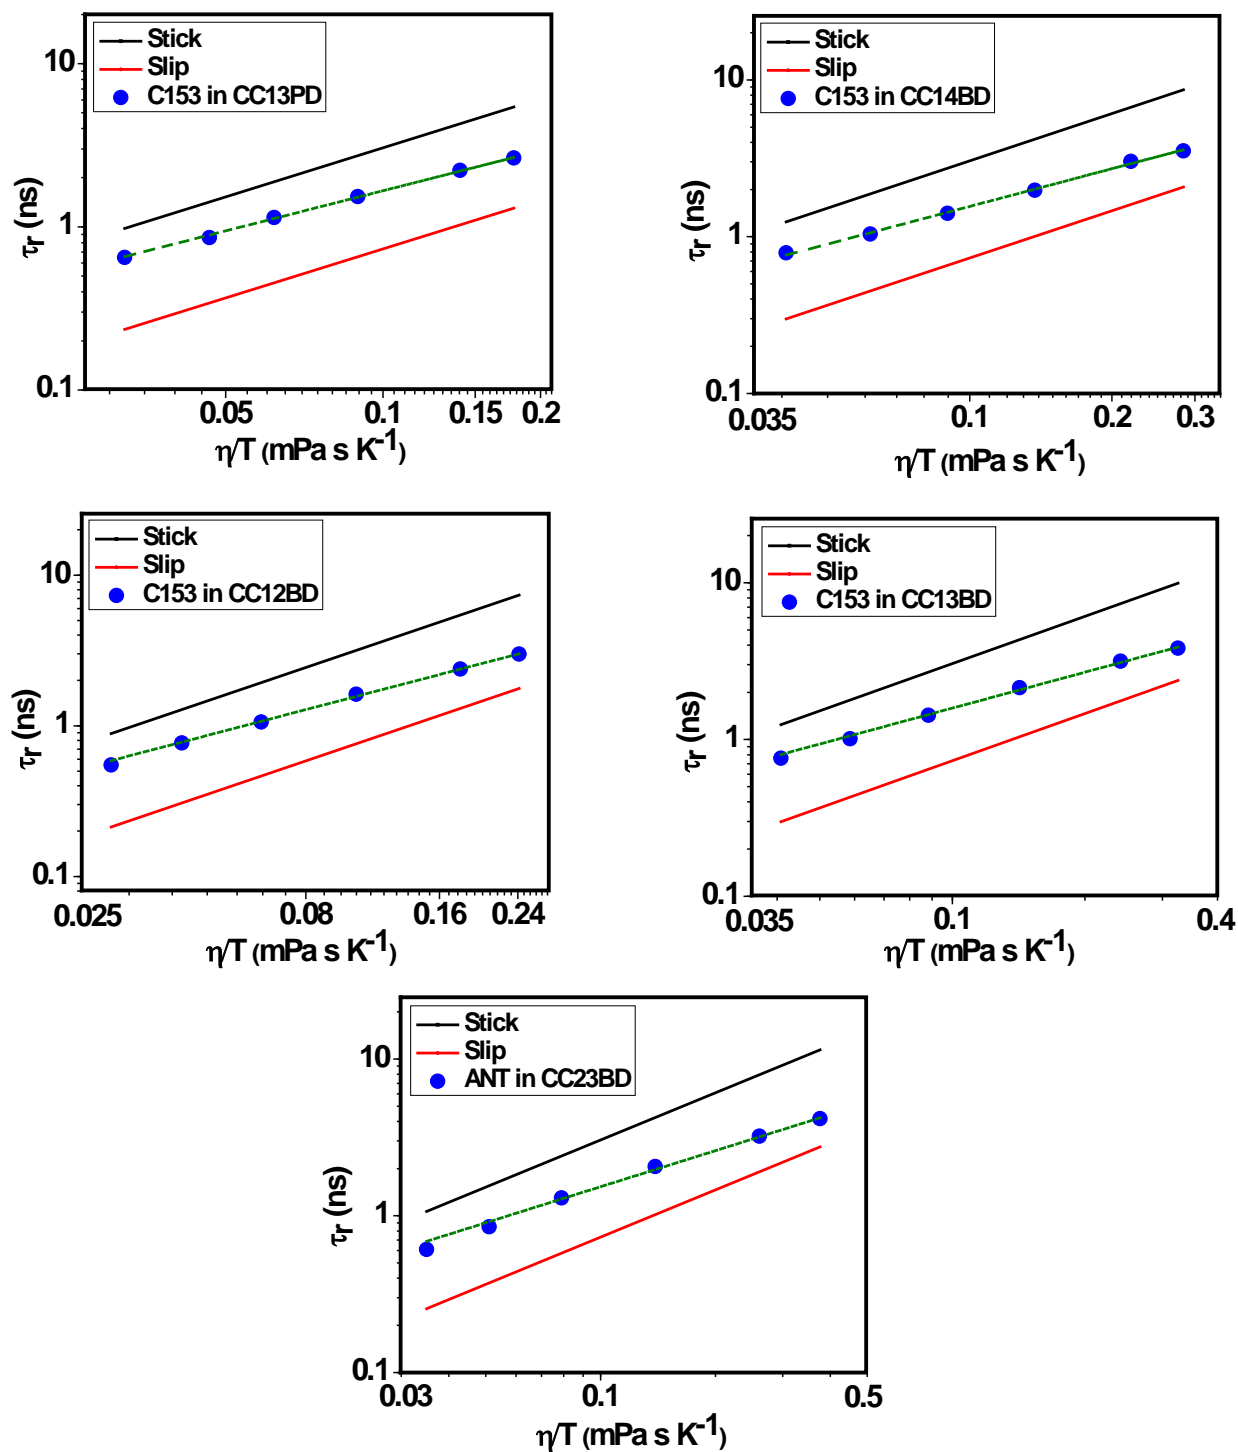 Stick
Slip
C153 in CC13PD
10
1
0.1
τr (ns)
0.05 0.1 0.15 0.2
η/T (mPa s K-1)
Stick
Slip
C153 in CC14BD
10
1
0.1
τr (ns)
0.035 0.1 0.2 0.3
η/T (mPa s K-1)
Stick
Slip
C153 in CC12BD
10
1
0.1
τr (ns)
0.025 0.08 0.16 0.24
η/T (mPa s K-1)
Stick
Slip
C153 in CC13BD
10
1
0.1
τr (ns)
0.035 0.1 0.4
η/T (mPa s K-1)
Stick
Slip
ANT in CC23BD
10
1
0.1
τr (ns)
0.03 0.1 0.5
η/T (mPa s K-1)